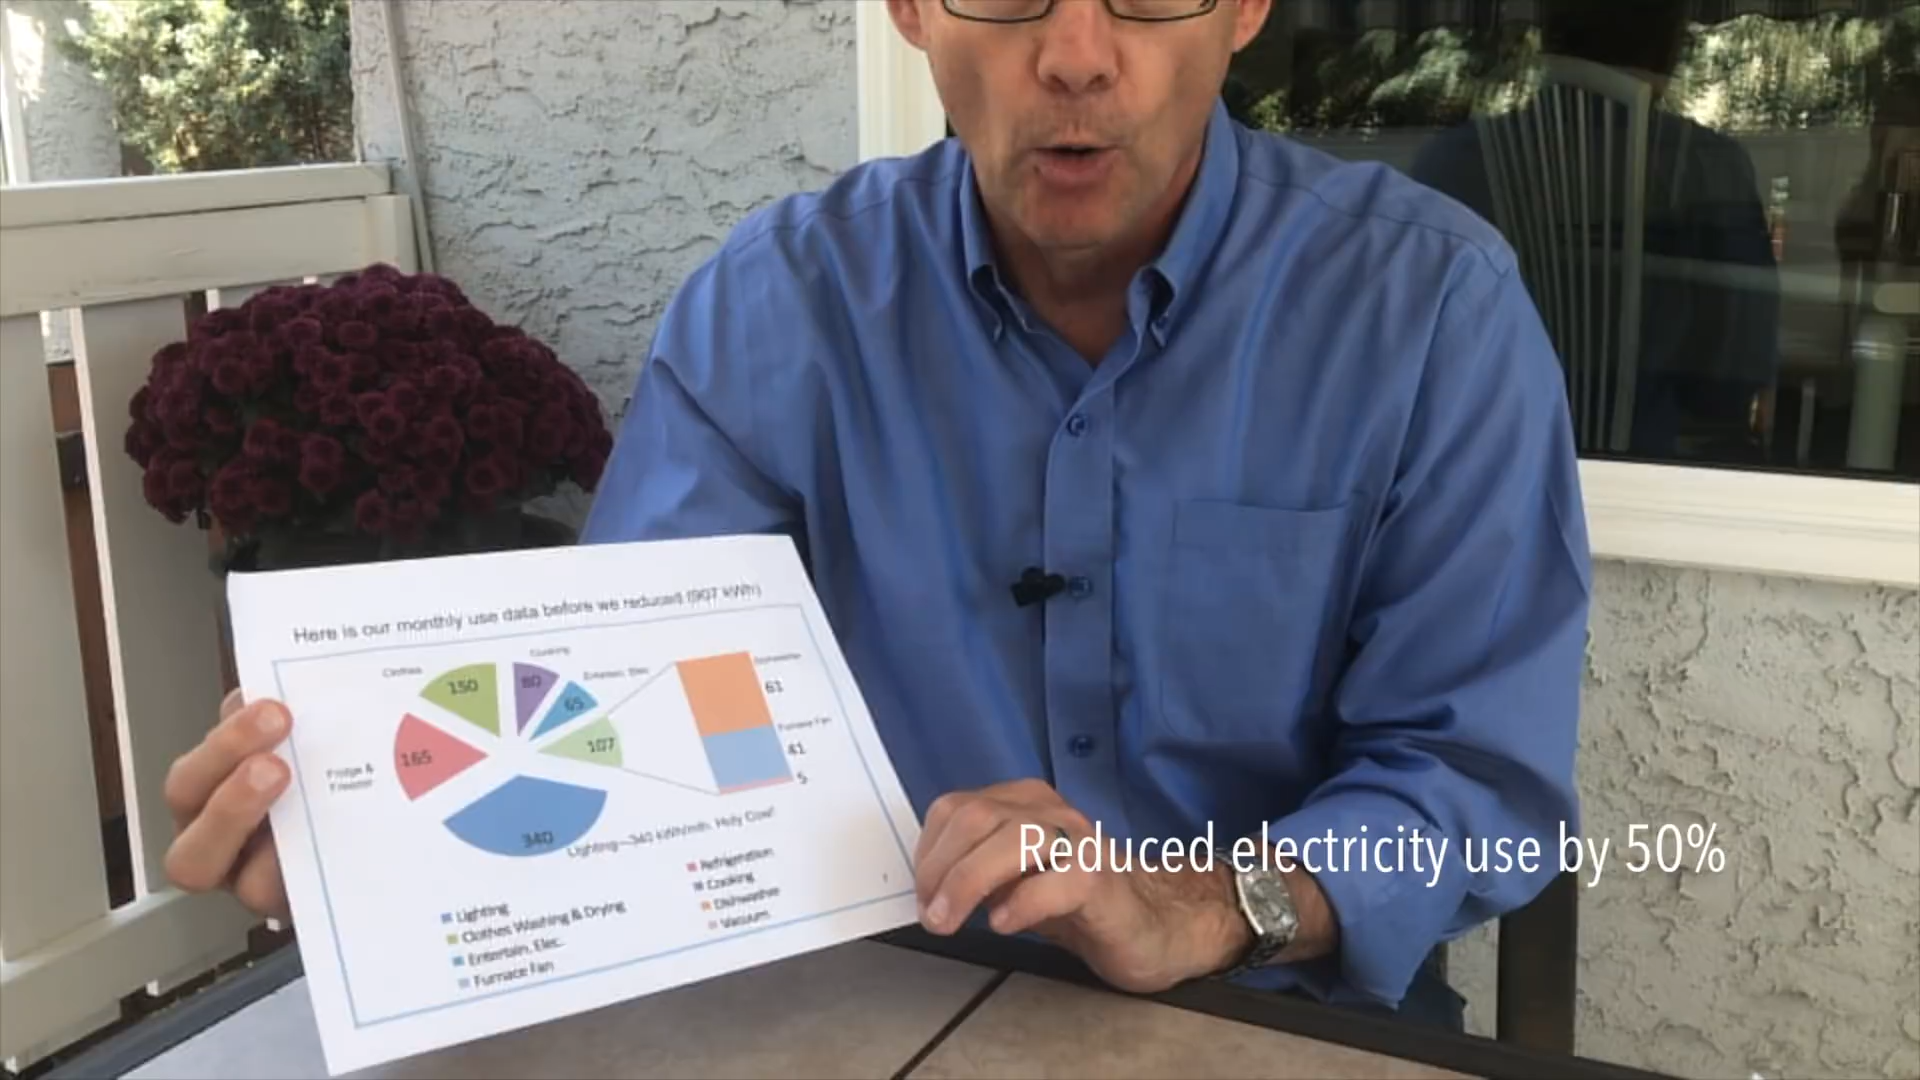 Here is our monthly use data before we reduced (907 kWh)
Cooking
Clothes
150
80
65
107
165
Fridge &
Freezer
340
Dishwasher
61
Furnace Fan
41
5
Lighting—340 kWh/mth. Holy Cow!
Lighting
Clothes Washing & Drying
Entertain, Elec.
Furnace Fan
Refrigeration
Cooking
Dishwasher
Vacuum
1
Reduced electricity use by 50%